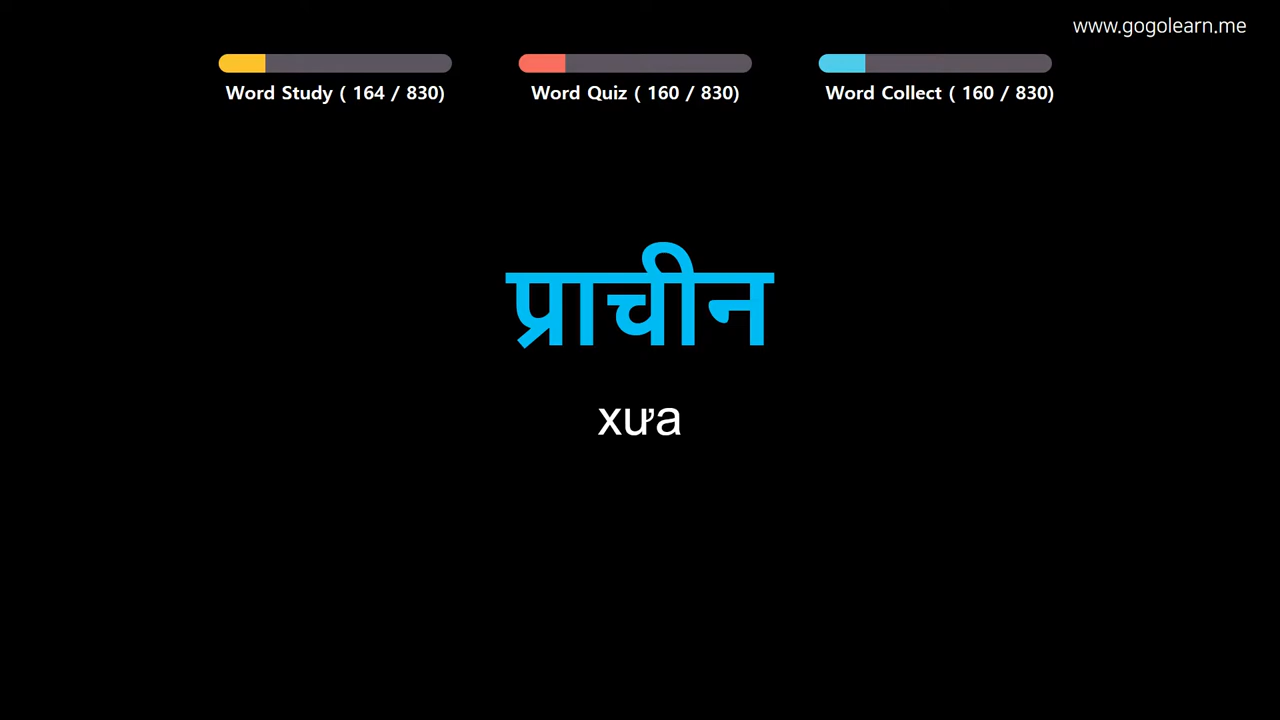 www.gogolearn.me
Word Study ( 164 / 830)
Word Quiz ( 160 / 830)
Word Collect ( 160 / 830)
प्राचीन
xưa